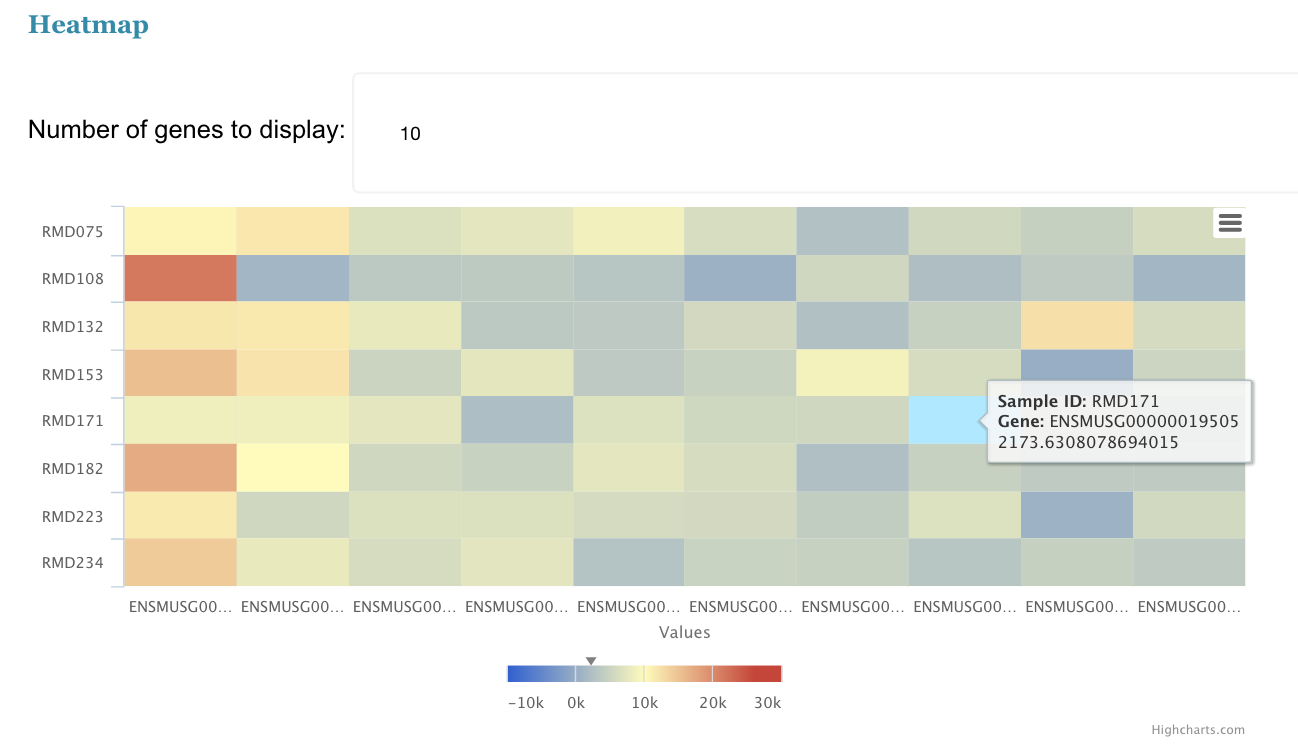 Heatmap
Number of genes to display: 10
RMD075
RMD108
RMD132
RMD153
RMD171
RMD182
RMD223
RMD234
Sample ID: RMD171
Gene: ENSMUSG00000019505
2173.6308078694015
ENSMUSG00… ENSMUSG00… ENSMUSG00… ENSMUSG00… ENSMUSG00… ENSMUSG00… ENSMUSG00… ENSMUSG00… ENSMUSG00… ENSMUSG00…
Values
−10k 0k 10k 20k 30k
Highcharts.com